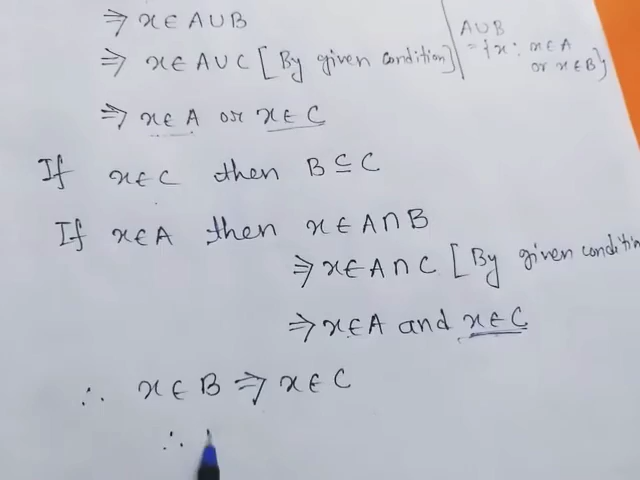 ⇒ x ∈ A ∪ B
⇒ x ∈ A ∪ C [By given condition]
⇒ x ∈ A or x ∈ C
A ∪ B
= {x : x ∈ A
or x ∈ B}
If x ∈ C then B ⊆ C
If x ∈ A then x ∈ A ∩ B
⇒ x ∈ A ∩ C [By given condition
⇒ x ∈ A and x ∈ C
∴ x ∈ B ⇒ x ∈ C
∴